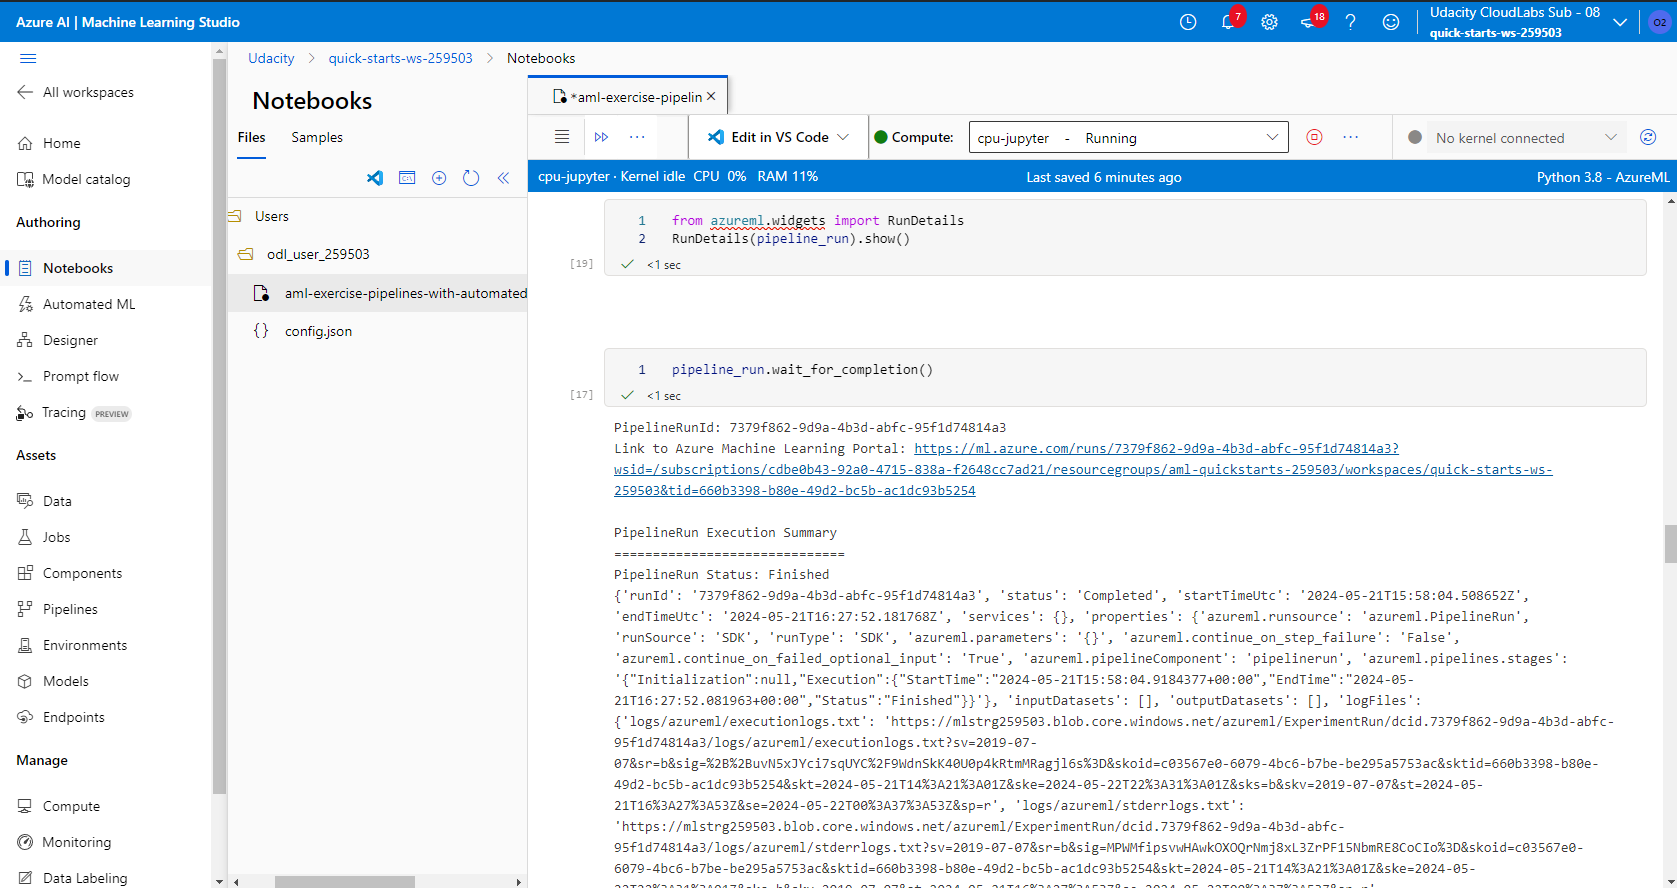 Azure AI | Machine Learning Studio
7
18
Udacity CloudLabs Sub - 08
quick-starts-ws-259503
O2
All workspaces
Home
Model catalog
Authoring
Notebooks
Automated ML
Designer
Prompt flow
Tracing PREVIEW
Assets
Data
Jobs
Components
Pipelines
Environments
Models
Endpoints
Manage
Compute
Monitoring
Data Labeling
Udacity > quick-starts-ws-259503 > Notebooks
Notebooks
Files Samples
Users
odl_user_259503
aml-exercise-pipelines-with-automated
config.json
*aml-exercise-pipelin
Edit in VS Code
Compute: cpu-jupyter - Running
No kernel connected
cpu-jupyter · Kernel idle CPU 0% RAM 11%
Last saved 6 minutes ago
Python 3.8 - AzureML
1 from azureml.widgets import RunDetails
2 RunDetails(pipeline_run).show()
[19] <1 sec
1 pipeline_run.wait_for_completion()
[17] <1 sec
PipelineRunId: 7379f862-9d9a-4b3d-abfc-95f1d74814a3
Link to Azure Machine Learning Portal: https://ml.azure.com/runs/7379f862-9d9a-4b3d-abfc-95f1d74814a3?
wsid=/subscriptions/cdbe0b43-92a0-4715-838a-f2648cc7ad21/resourcegroups/aml-quickstarts-259503/workspaces/quick-starts-ws-
259503&tid=660b3398-b80e-49d2-bc5b-ac1dc93b5254
PipelineRun Execution Summary
==============================
PipelineRun Status: Finished
{'runId': '7379f862-9d9a-4b3d-abfc-95f1d74814a3', 'status': 'Completed', 'startTimeUtc': '2024-05-21T15:58:04.508652Z',
'endTimeUtc': '2024-05-21T16:27:52.181768Z', 'services': {}, 'properties': {'azureml.runsource': 'azureml.PipelineRun',
'runSource': 'SDK', 'runType': 'SDK', 'azureml.parameters': '{}', 'azureml.continue_on_step_failure': 'False',
'azureml.continue_on_failed_optional_input': 'True', 'azureml.pipelineComponent': 'pipelinerun', 'azureml.pipelines.stages':
'{"Initialization":null,"Execution":{"StartTime":"2024-05-21T15:58:04.9184377+00:00","EndTime":"2024-05-
21T16:27:52.081963+00:00","Status":"Finished"}}'}, 'inputDatasets': [], 'outputDatasets': [], 'logFiles':
{'logs/azureml/executionlogs.txt': 'https://mlstrg259503.blob.core.windows.net/azureml/ExperimentRun/dcid.7379f862-9d9a-4b3d-abfc-
95f1d74814a3/logs/azureml/executionlogs.txt?sv=2019-07-
07&sr=b&sig=%2B%2BuvN5xJYci7sqUYC%2F9WdnSkK40U0p4kRtmMRagjl6s%3D&skoid=c03567e0-6079-4bc6-b7be-be295a5753ac&sktid=660b3398-b80e-
49d2-bc5b-ac1dc93b5254&skt=2024-05-21T14%3A21%3A01Z&ske=2024-05-22T22%3A31%3A01Z&sks=b&skv=2019-07-07&st=2024-05-
21T16%3A27%3A53Z&se=2024-05-22T00%3A37%3A53Z&sp=r', 'logs/azureml/stderrlogs.txt':
'https://mlstrg259503.blob.core.windows.net/azureml/ExperimentRun/dcid.7379f862-9d9a-4b3d-abfc-
95f1d74814a3/logs/azureml/stderrlogs.txt?sv=2019-07-07&sr=b&sig=MPWMfipsvwHAwkOXOQrNmj8xL3ZrPF15NbmRE8CoCIo%3D&skoid=c03567e0-
6079-4bc6-b7be-be295a5753ac&sktid=660b3398-b80e-49d2-bc5b-ac1dc93b5254&skt=2024-05-21T14%3A21%3A01Z&ske=2024-05-